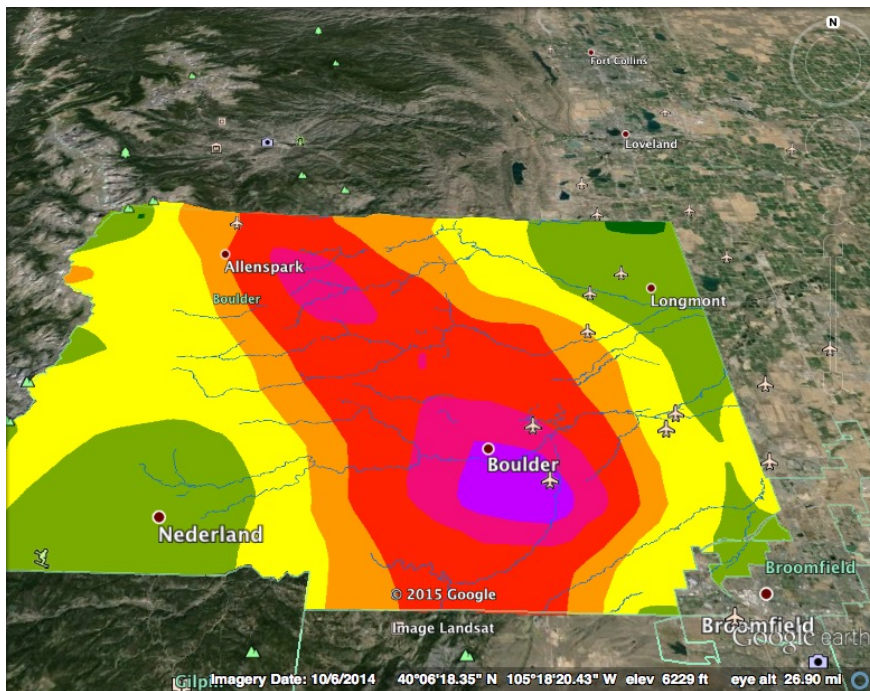 N
Fort Collins
Loveland
Allenspark
Boulder
Longmont
Boulder
Nederland
© 2015 Google
Broomfield
Image Landsat
Broomfield
Google earth
Imagery Date: 10/6/2014 40°06'18.35" N 105°18'20.43" W elev 6229 ft eye alt 26.90 mi